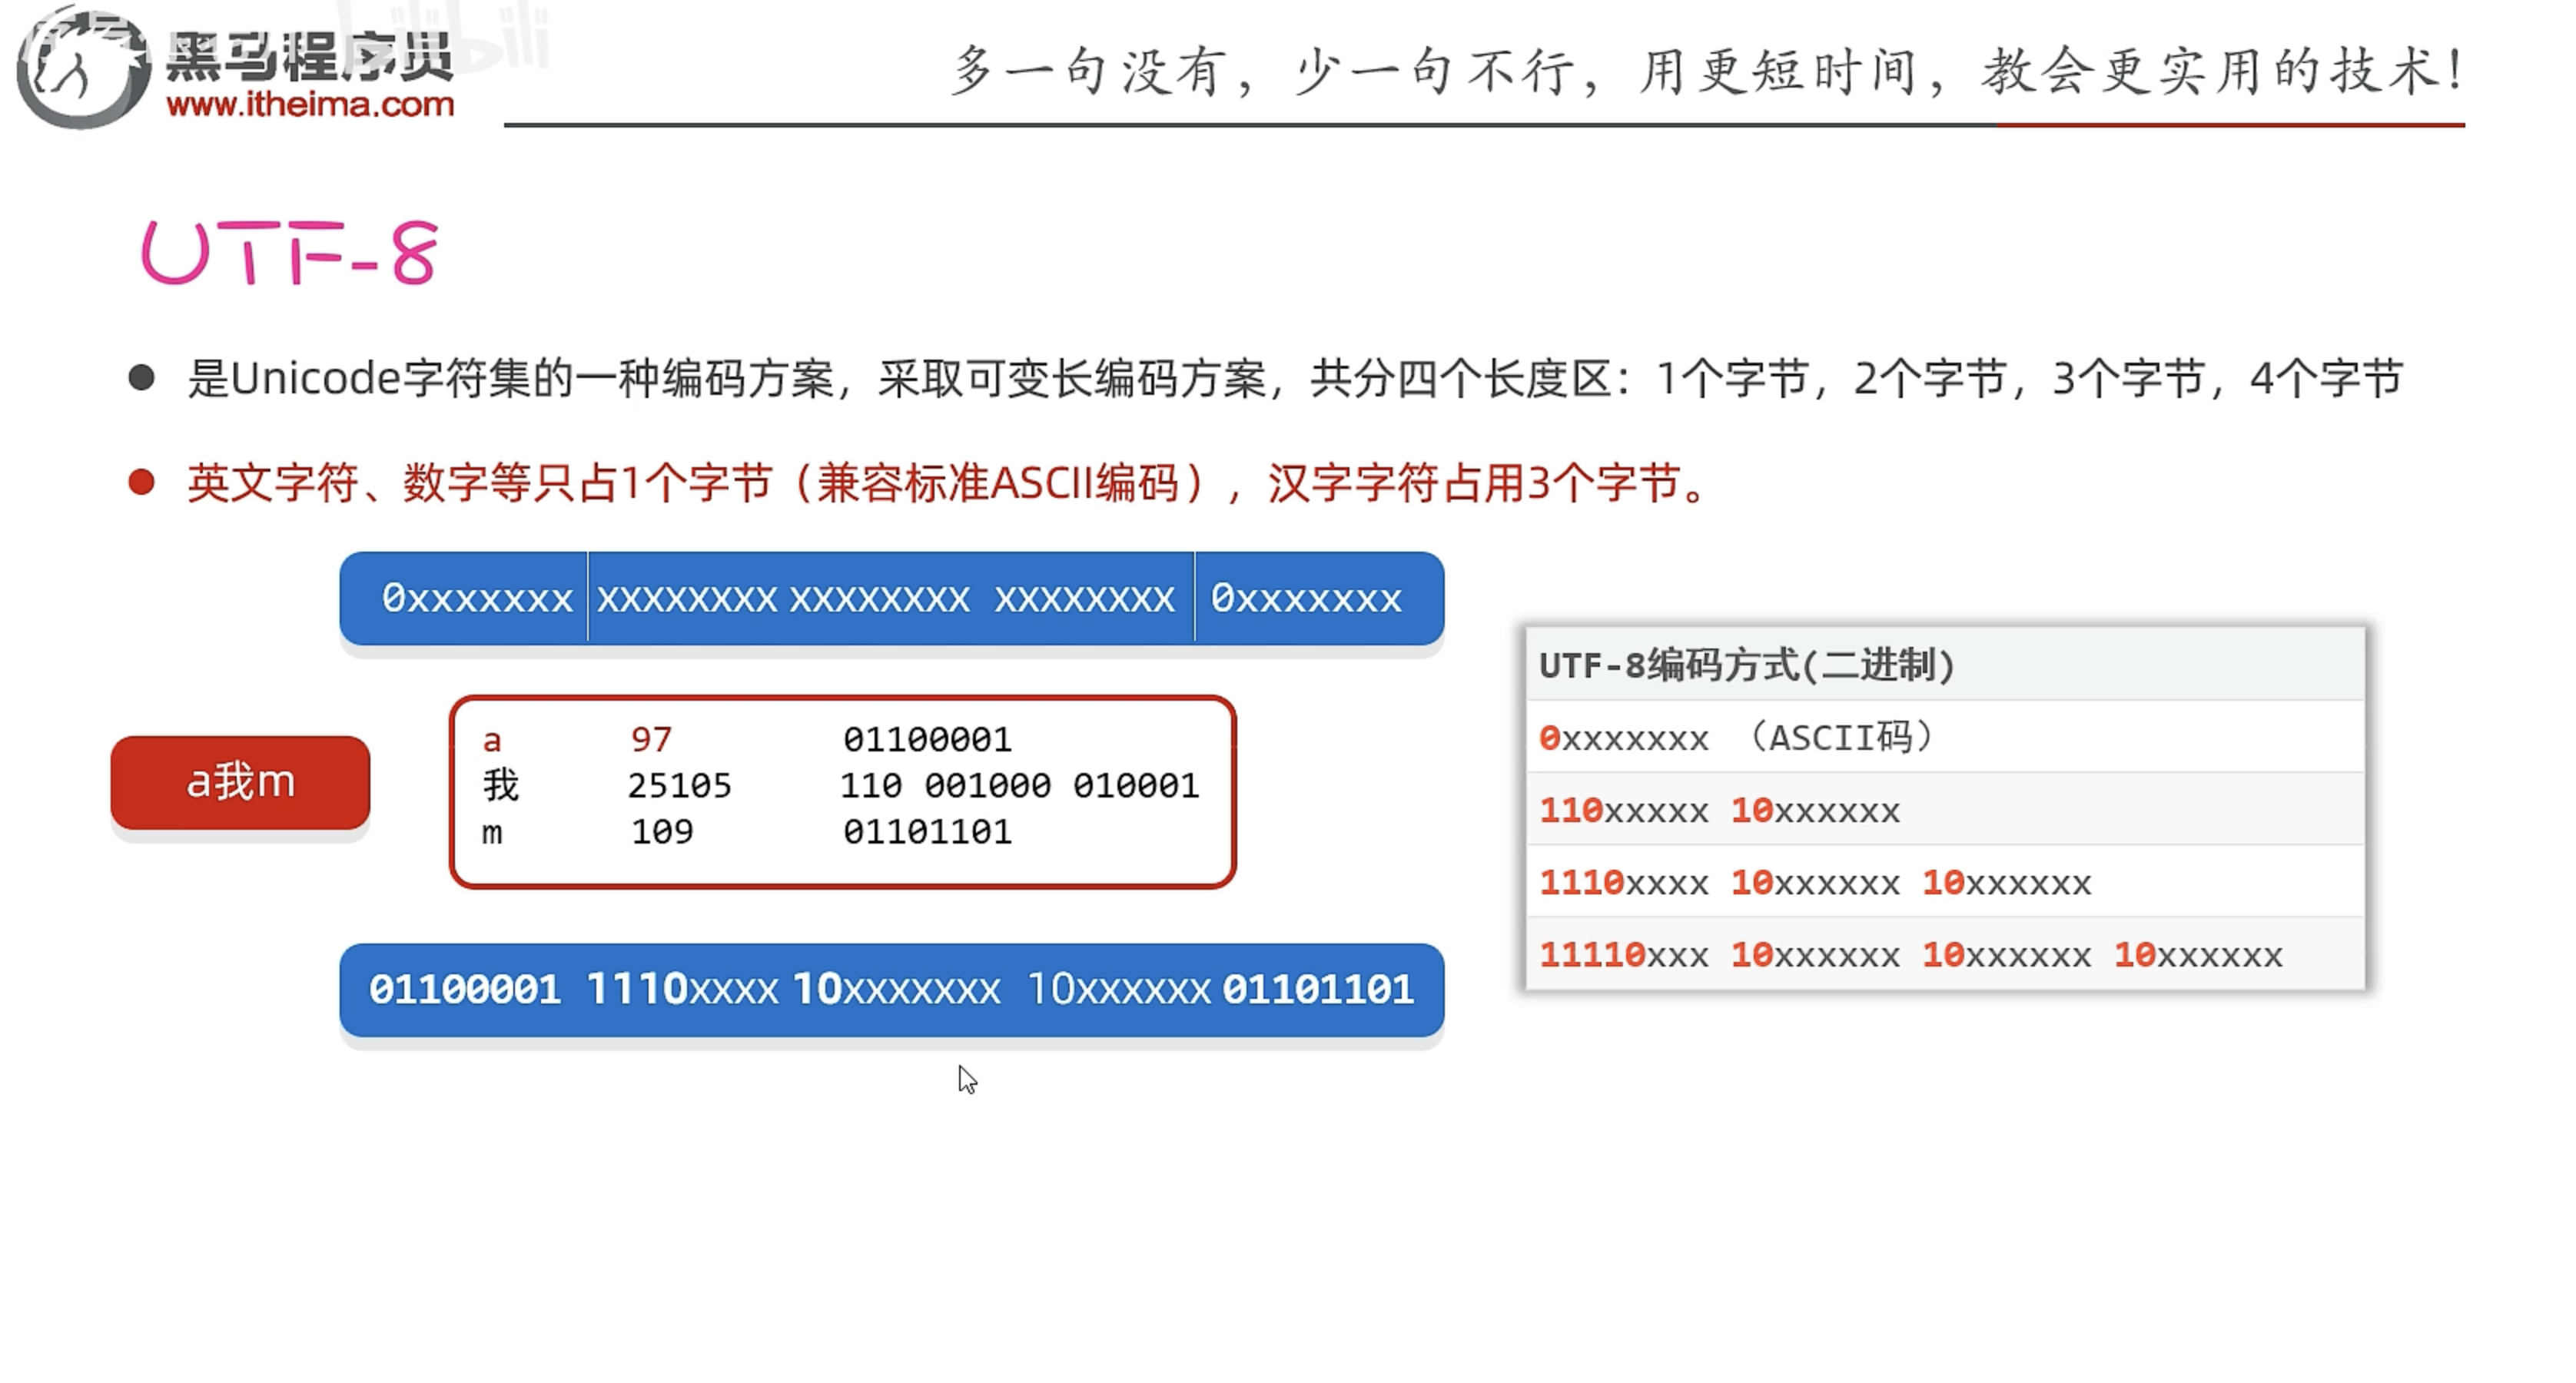 黑马程序员
www.itheima.com
多一句没有，少一句不行，用更短时间，教会更实用的技术！
UTF-8
是Unicode字符集的一种编码方案，采取可变长编码方案，共分四个长度区：1个字节，2个字节，3个字节，4个字节
英文字符、数字等只占1个字节（兼容标准ASCII编码），汉字字符占用3个字节。
0xxxxxxx xxxxxxxx xxxxxxxx xxxxxxxx 0xxxxxxx
a我m
a 97 01100001
我 25105 110 001000 010001
m 109 01101101
01100001 1110xxxx 10xxxxxxx 10xxxxxx 01101101
UTF-8编码方式(二进制)
0xxxxxxx （ASCII码）
110xxxxx 10xxxxxx
1110xxxx 10xxxxxx 10xxxxxx
11110xxx 10xxxxxx 10xxxxxx 10xxxxxx